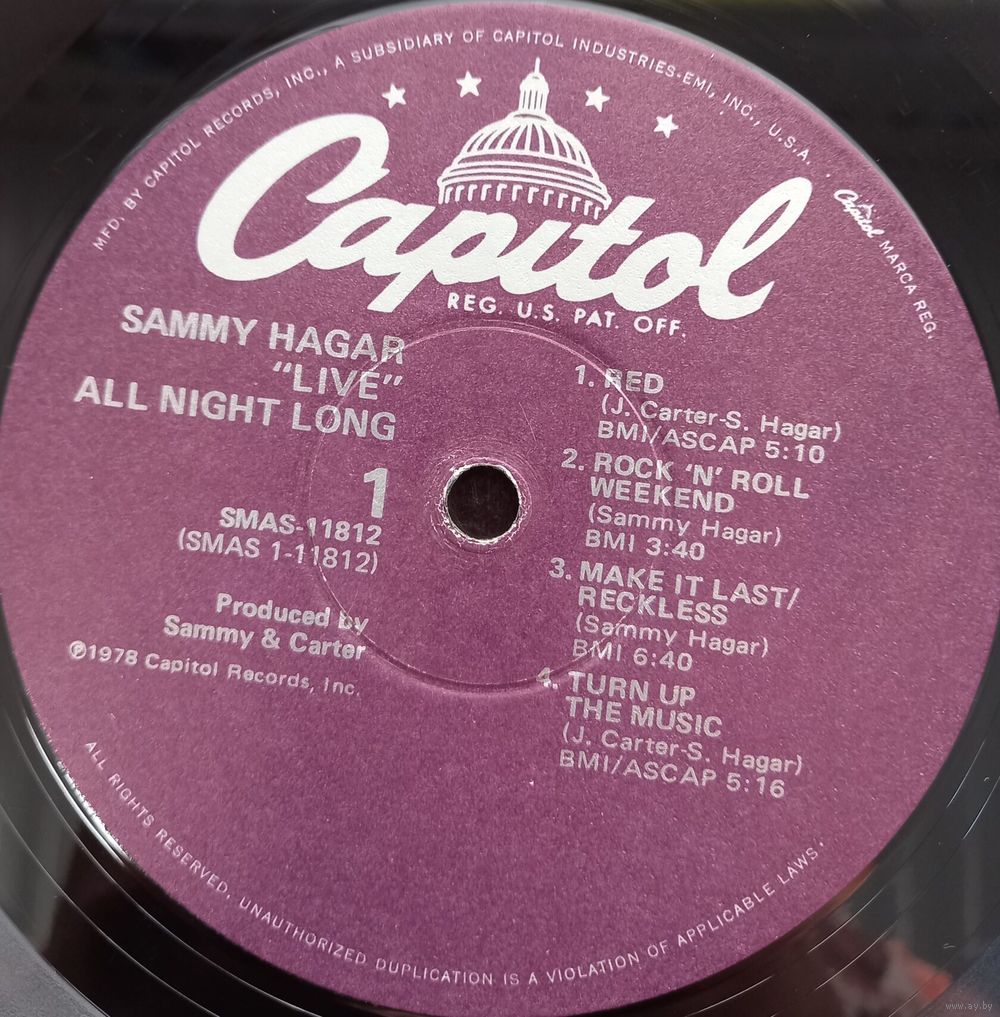 MFD. BY CAPITOL RECORDS, INC., A SUBSIDIARY OF CAPITOL INDUSTRIES-EMI, INC., U.S.A.
Capitol MARCA REG.
Capitol
REG. U.S. PAT. OFF.
SAMMY HAGAR
"LIVE"
ALL NIGHT LONG
1
SMAS-11812
(SMAS 1-11812)
Produced by
Sammy & Carter
℗1978 Capitol Records, Inc.
1. RED
(J. Carter-S. Hagar)
BMI/ASCAP 5:10
2. ROCK 'N' ROLL
WEEKEND
(Sammy Hagar)
BMI 3:40
3. MAKE IT LAST/
RECKLESS
(Sammy Hagar)
BMI 6:40
4. TURN UP
THE MUSIC
(J. Carter-S. Hagar)
BMI/ASCAP 5:16
ALL RIGHTS RESERVED. UNAUTHORIZED DUPLICATION IS A VIOLATION OF APPLICABLE LAWS.
www.ay.by